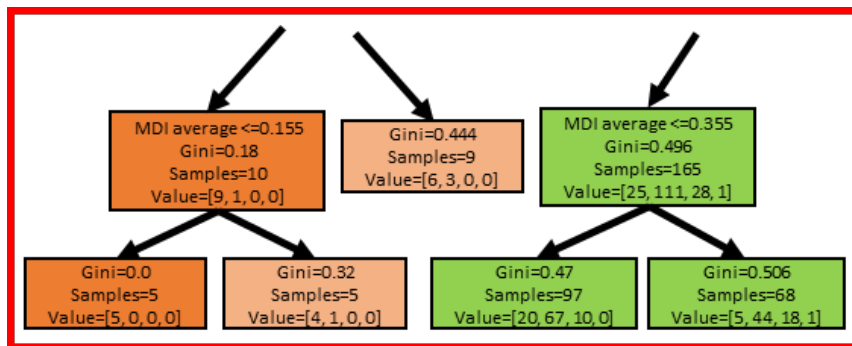 MDI average <=0.155
Gini=0.18
Samples=10
Value=[9, 1, 0, 0]
Gini=0.444
Samples=9
Value=[6, 3, 0, 0]
MDI average <=0.355
Gini=0.496
Samples=165
Value=[25, 111, 28, 1]
Gini=0.0
Samples=5
Value=[5, 0, 0, 0]
Gini=0.32
Samples=5
Value=[4, 1, 0, 0]
Gini=0.47
Samples=97
Value=[20, 67, 10, 0]
Gini=0.506
Samples=68
Value=[5, 44, 18, 1]